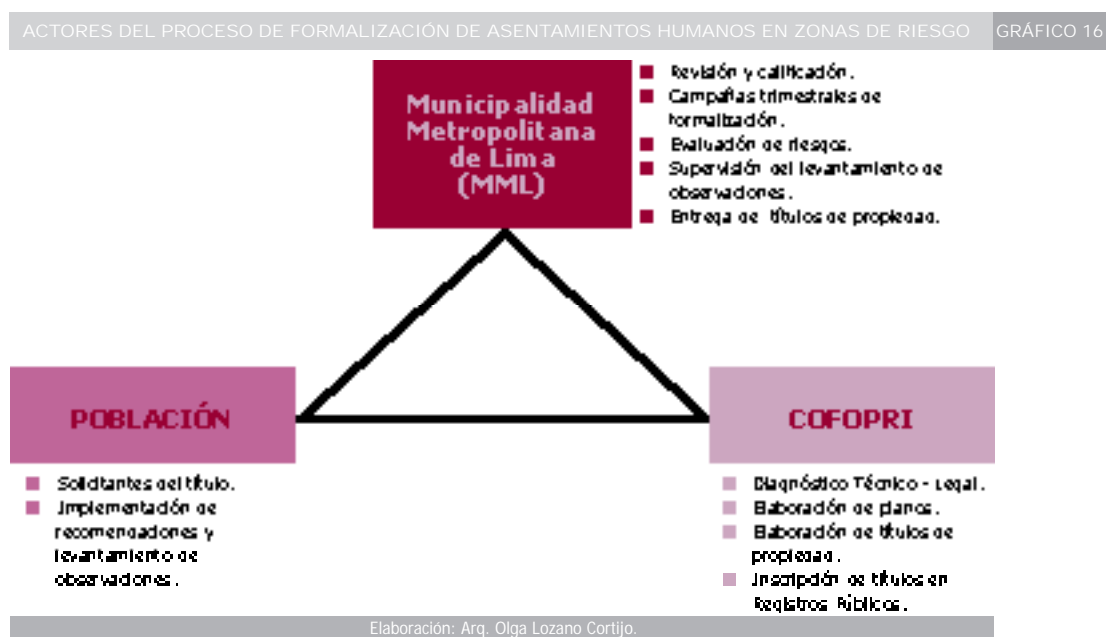 ACTORES DEL PROCESO DE FORMALIZACIÓN DE ASENTAMIENTOS HUMANOS EN ZONAS DE RIESGO GRÁFICO 16
Municipalidad
Metropolitana
de Lima
(MML)
Revisión y calificación.
Campañas trimestrales de
formalización.
Evaluación de riesgos.
Supervisión del levantamiento de
observaciones.
Entrega de títulos de propiedad.
POBLACIÓN
Solicitantes del título.
Implementación de
recomendaciones y
levantamiento de
observaciones.
COFOPRI
Diagnóstico Técnico - Legal.
Elaboración de planos.
Elaboración de títulos de
propiedad.
Inscripción de títulos en
Registros Públicos.
Elaboración: Arq. Olga Lozano Cortijo.